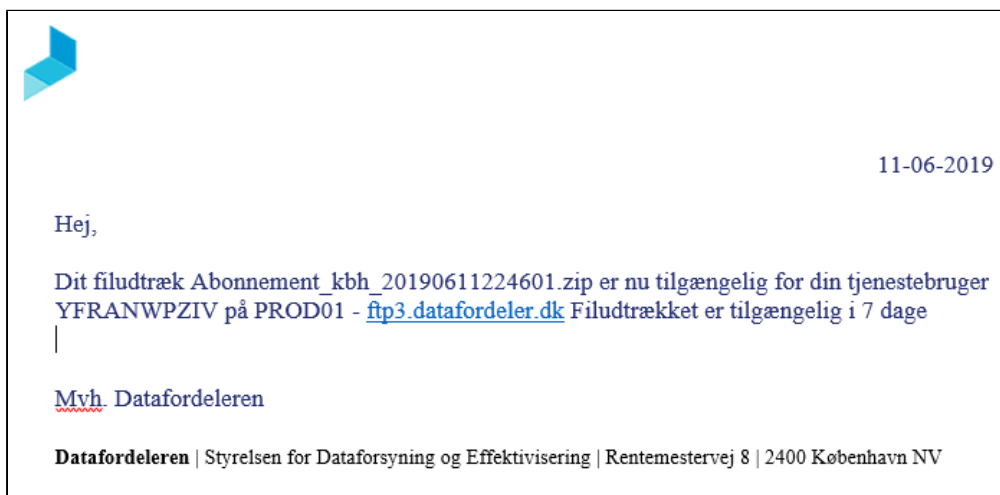 11-06-2019
Hej,
Dit filudtræk Abonnement_kbh_20190611224601.zip er nu tilgængelig for din tjenestebruger
YFRANWPZIV på PROD01 - ftp3.datafordeler.dk Filudtrækket er tilgængelig i 7 dage
Mvh. Datafordeleren
Datafordeleren | Styrelsen for Dataforsyning og Effektivisering | Rentemestervej 8 | 2400 København NV